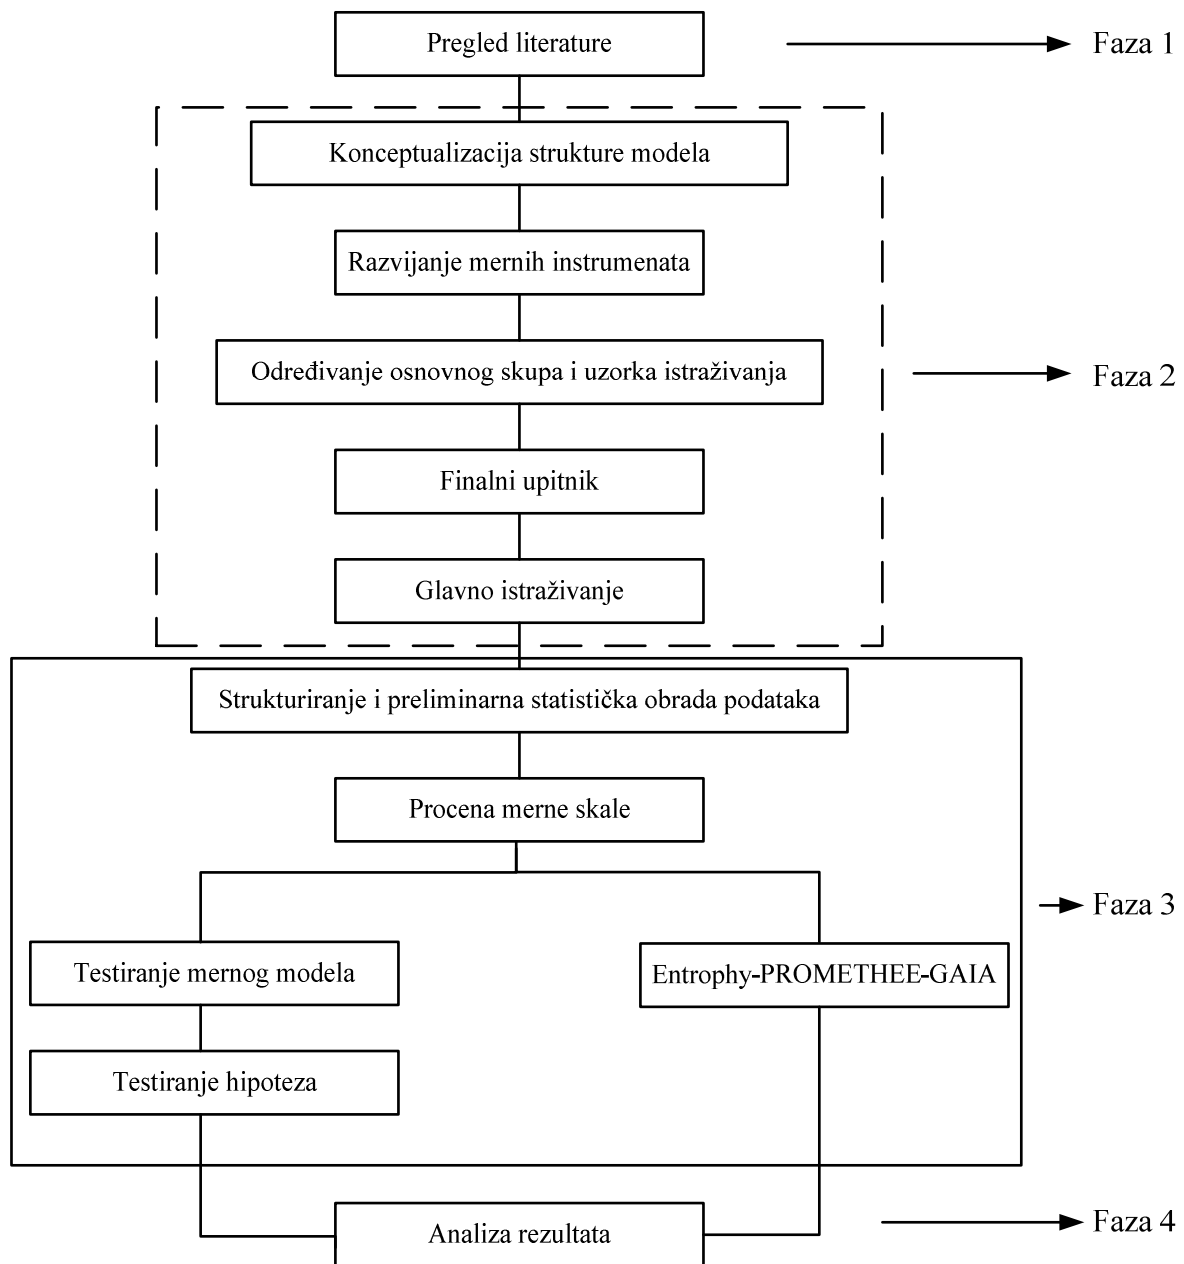 Pregled literature
Faza 1
Konceptualizacija strukture modela
Razvijanje mernih instrumenata
Određivanje osnovnog skupa i uzorka istraživanja
Faza 2
Finalni upitnik
Glavno istraživanje
Strukturiranje i preliminarna statistička obrada podataka
Procena merne skale
Faza 3
Testiranje mernog modela
Entrophy-PROMETHEE-GAIA
Testiranje hipoteza
Analiza rezultata
Faza 4